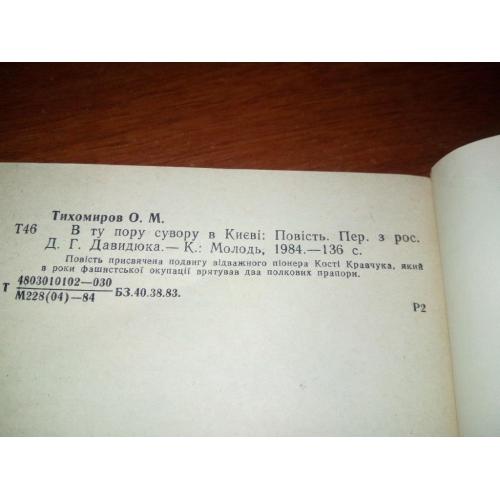 Тихомиров О. М.
Т46 В ту пору сувору в Києві: Повість. Пер. з рос.
Д. Г. Давидюка.— К.: Молодь, 1984.—136 с.
Повість присвячена подвигу відважного піонера Кості Кравчука, який
в роки фашистської окупації врятував два полкових прапори.
Т 4803010102—030
М228(04)—84 БЗ.40.38.83.
Р2